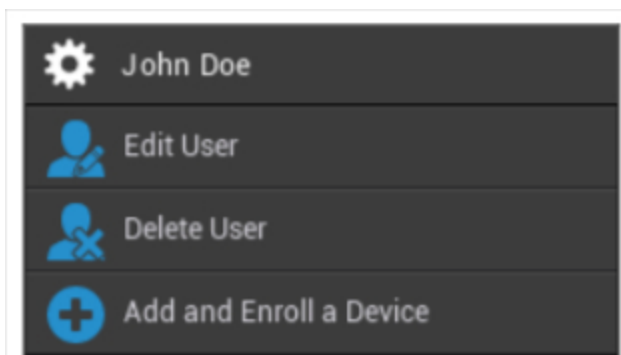 John Doe
Edit User
Delete User
Add and Enroll a Device